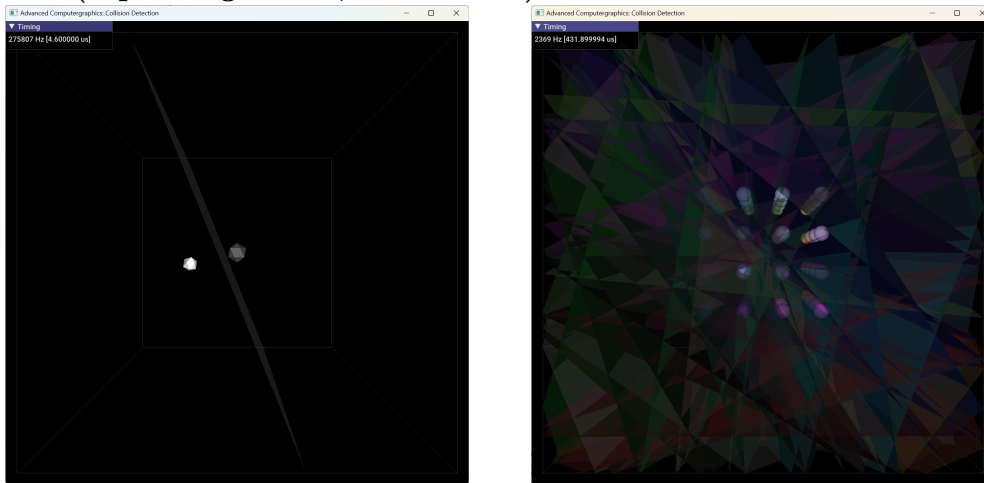 Advanced Computergraphics: Collision Detection
▼ Timing
275807 Hz [4.600000 us]
Advanced Computergraphics: Collision Detection
▼ Timing
2369 Hz [431.899994 us]